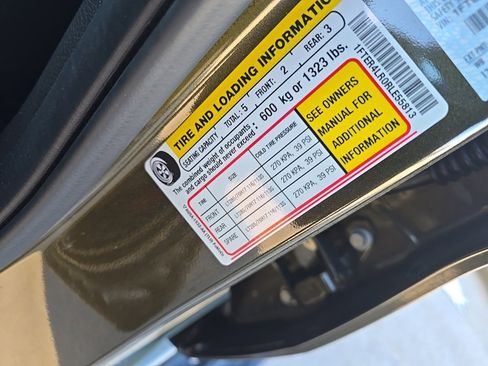 TIRE AND LOADING INFORMATION
SEATING CAPACITY TOTAL: 5 FRONT: 2 REAR: 3
The combined weight of occupants
and cargo should never exceed: 600 kg or 1323 lbs.
TIRE SIZE COLD TIRE PRESSURE
FRONT 270 KPA, 39 PSI
REAR 270 KPA, 39 PSI
SPARE 270 KPA, 39 PSI
SEE OWNERS
MANUAL FOR
ADDITIONAL
INFORMATION
1FTER4LR0RLE55813